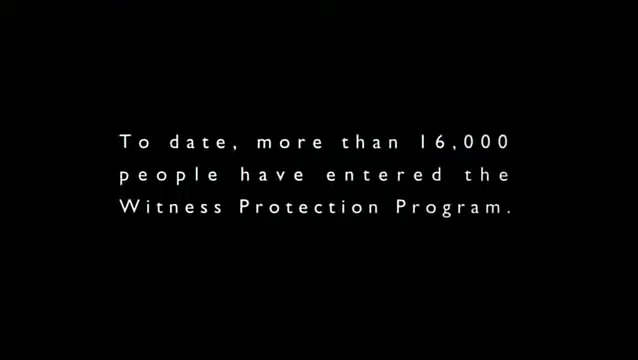 To date, more than 16,000
people have entered the
Witness Protection Program.